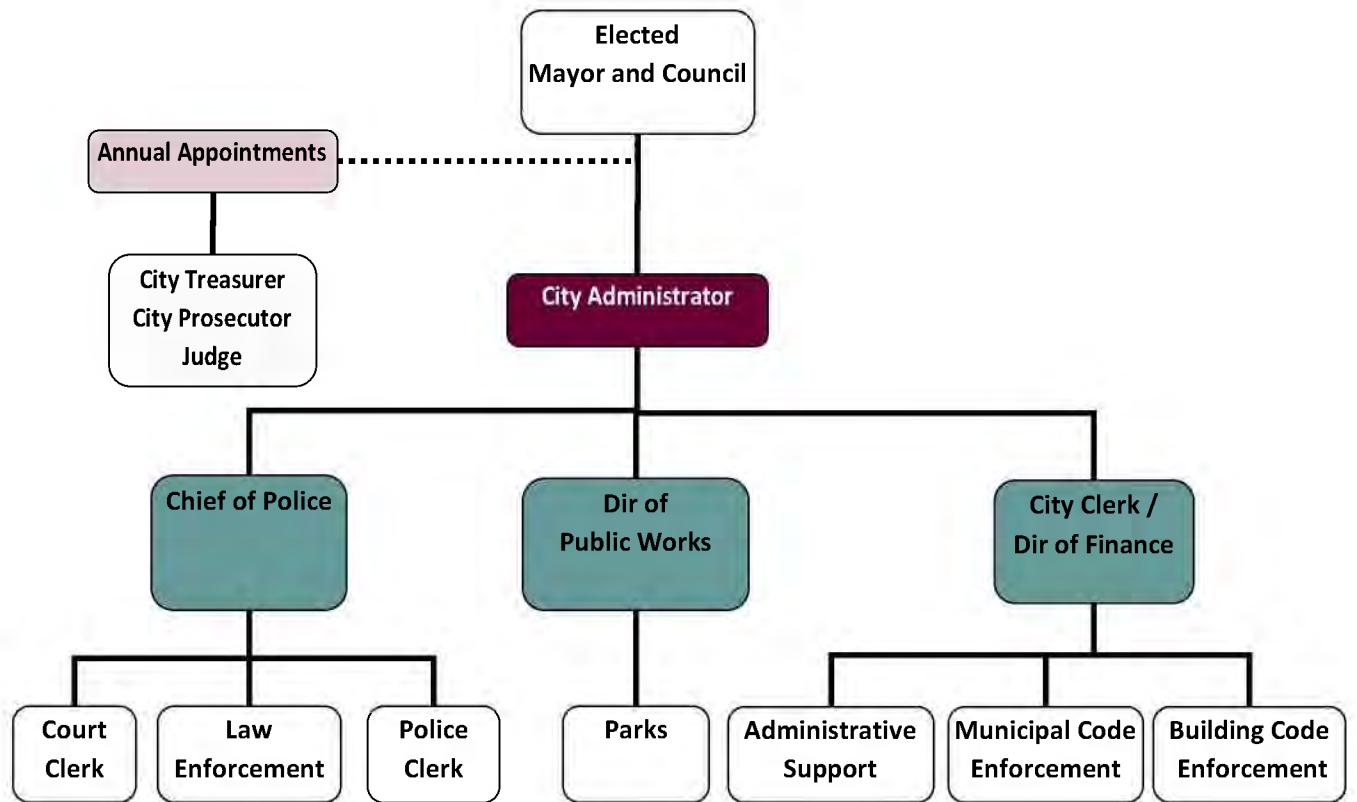 Elected
Mayor and Council
Annual Appointments
City Treasurer
City Prosecutor
Judge
City Administrator
Chief of Police
Dir of
Public Works
City Clerk /
Dir of Finance
Court
Clerk
Law
Enforcement
Police
Clerk
Parks
Administrative
Support
Municipal Code
Enforcement
Building Code
Enforcement